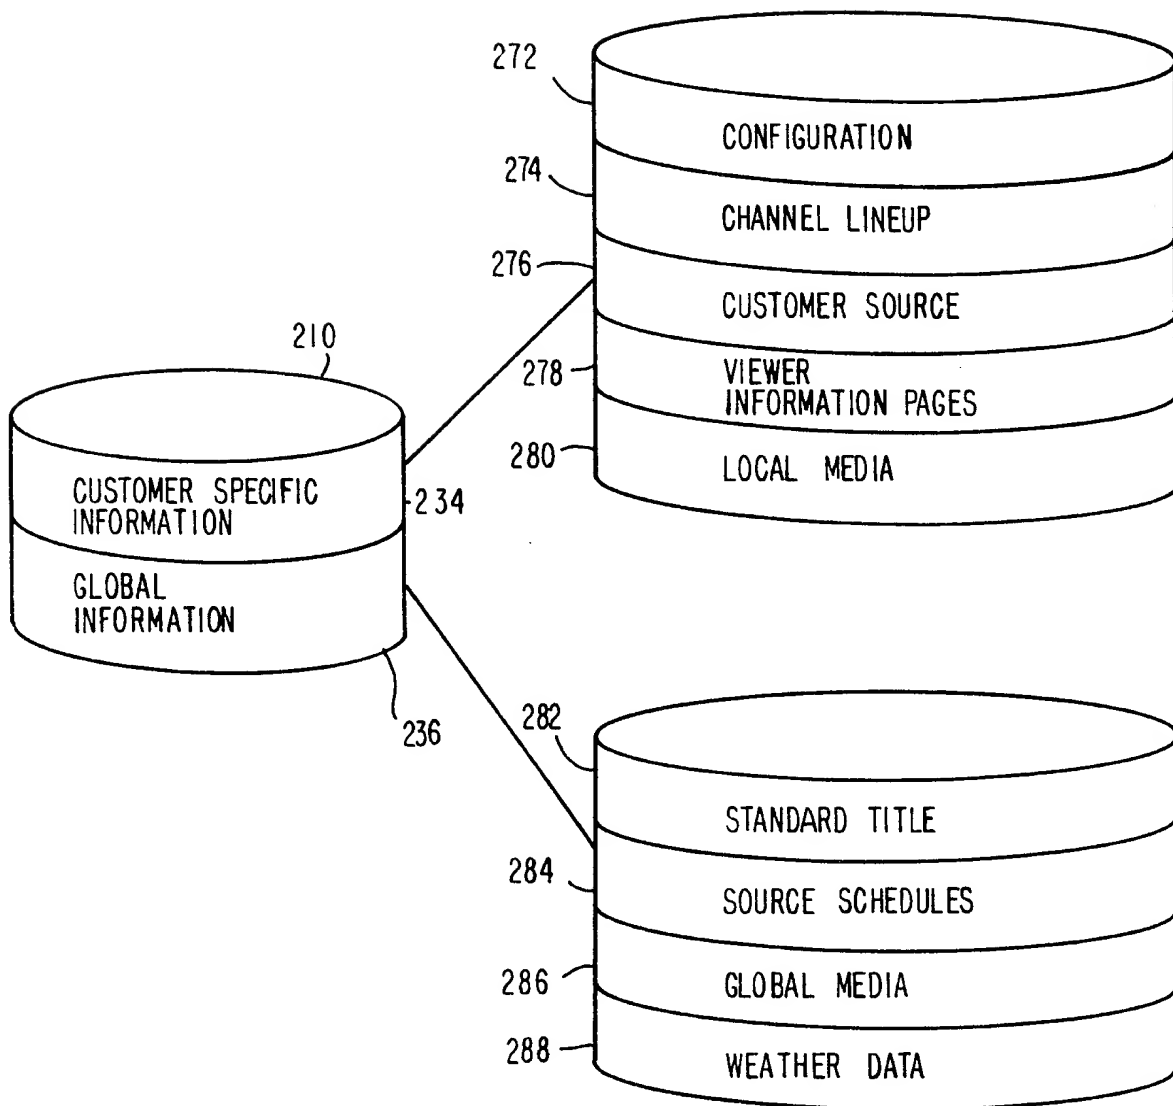 272
CONFIGURATION
274
CHANNEL LINEUP
276
CUSTOMER SOURCE
278
VIEWER
INFORMATION PAGES
280
LOCAL MEDIA
210
CUSTOMER SPECIFIC
INFORMATION
234
GLOBAL
INFORMATION
236
282
STANDARD TITLE
284
SOURCE SCHEDULES
286
GLOBAL MEDIA
288
WEATHER DATA